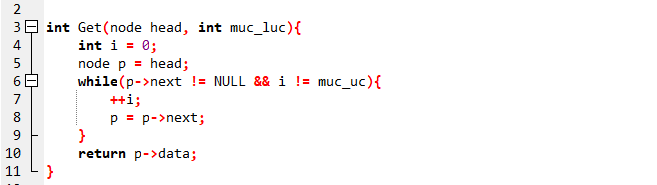 2
3 int Get(node head, int muc_luc){
4 int i = 0;
5 node p = head;
6 while(p->next != NULL && i != muc_uc){
7 ++i;
8 p = p->next;
9 }
10 return p->data;
11 }